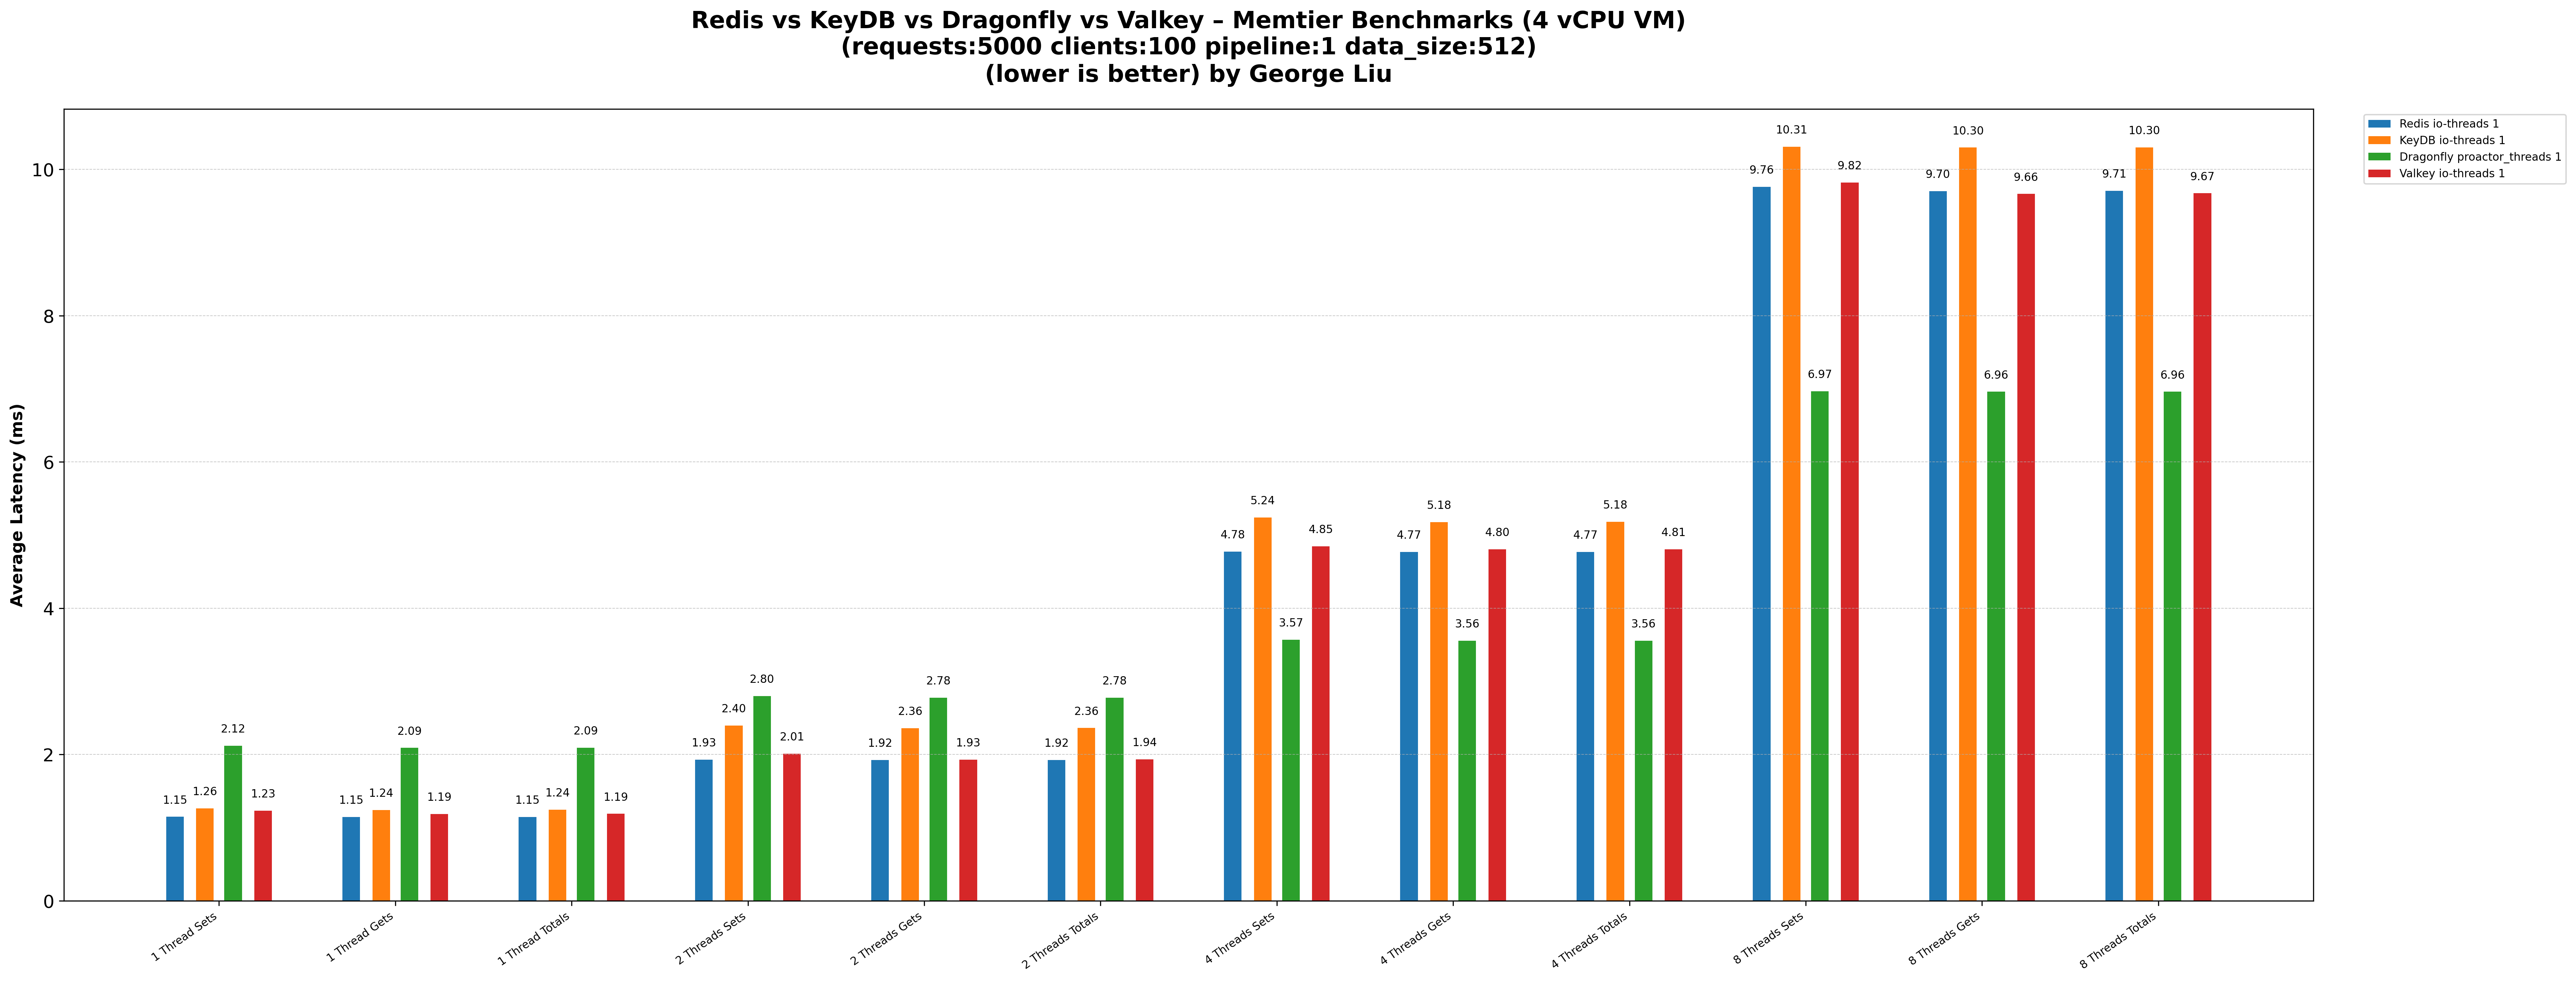 Redis vs KeyDB vs Dragonfly vs Valkey – Memtier Benchmarks (4 vCPU VM)
(requests:5000 clients:100 pipeline:1 data_size:512)
(lower is better) by George Liu
Redis io-threads 1
KeyDB io-threads 1
Dragonfly proactor_threads 1
Valkey io-threads 1
Average Latency (ms)
10
8
6
4
2
0
1.15 1.26 2.12 1.23
1.15 1.24 2.09 1.19
1.15 1.24 2.09 1.19
1.93 2.40 2.80 2.01
1.92 2.36 2.78 1.93
1.92 2.36 2.78 1.94
4.78 5.24 3.57 4.85
4.77 5.18 3.56 4.80
4.77 5.18 3.56 4.81
9.76 10.31 6.97 9.82
9.70 10.30 6.96 9.66
9.71 10.30 6.96 9.67
1 Thread Sets
1 Thread Gets
1 Thread Totals
2 Threads Sets
2 Threads Gets
2 Threads Totals
4 Threads Sets
4 Threads Gets
4 Threads Totals
8 Threads Sets
8 Threads Gets
8 Threads Totals